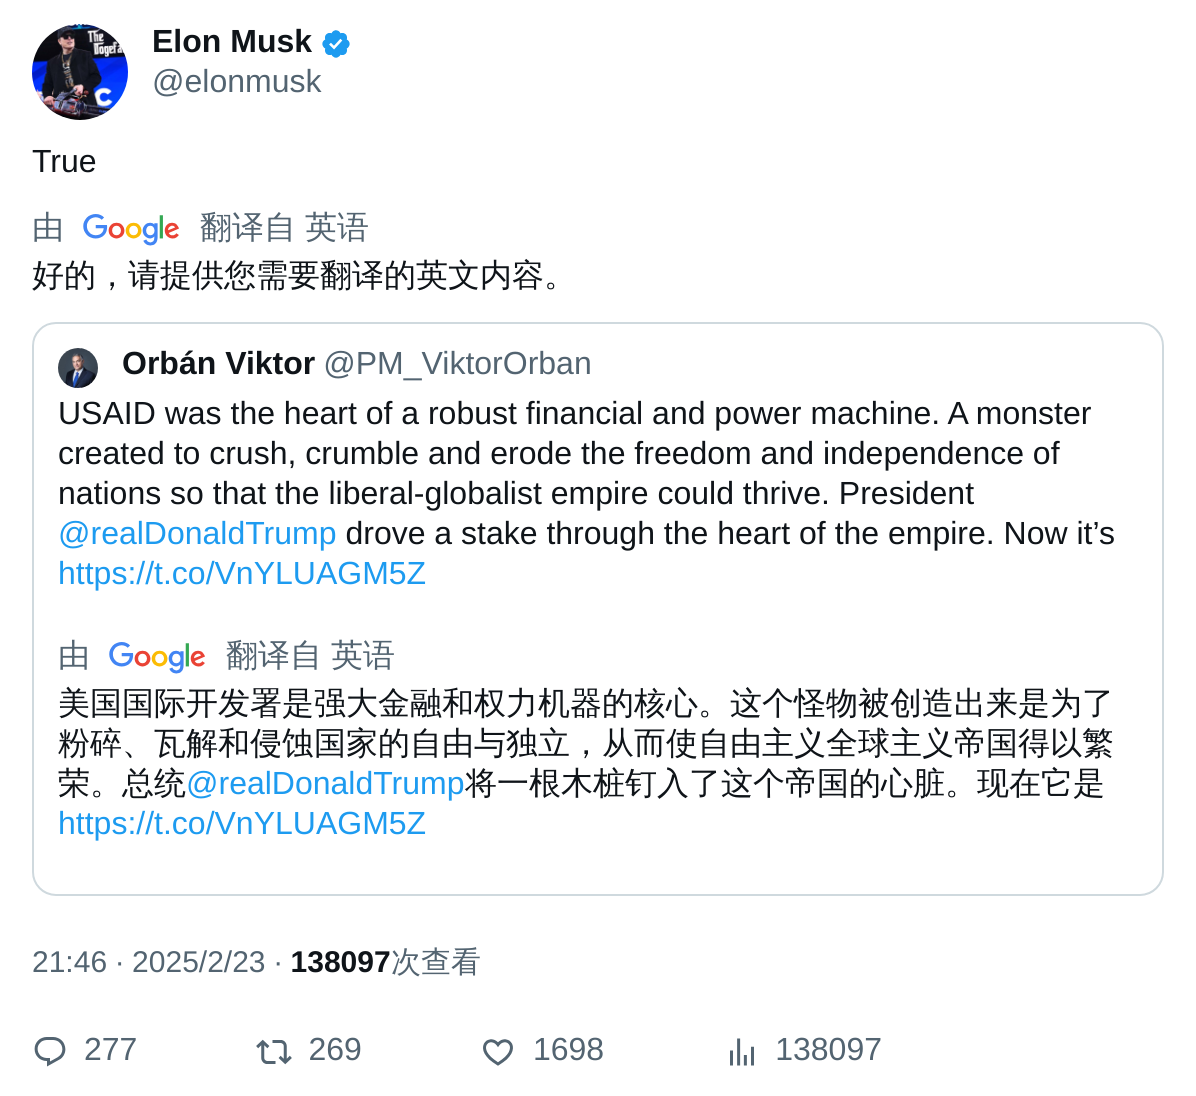 The
Dogefa
C
Elon Musk
@elonmusk
True
由 Google 翻译自 英语
好的，请提供您需要翻译的英文内容。
Orbán Viktor @PM_ViktorOrban
USAID was the heart of a robust financial and power machine. A monster
created to crush, crumble and erode the freedom and independence of
nations so that the liberal-globalist empire could thrive. President
@realDonaldTrump drove a stake through the heart of the empire. Now it’s
https://t.co/VnYLUAGM5Z
由 Google 翻译自 英语
美国国际开发署是强大金融和权力机器的核心。这个怪物被创造出来是为了
粉碎、瓦解和侵蚀国家的自由与独立，从而使自由主义全球主义帝国得以繁
荣。总统@realDonaldTrump将一根木桩钉入了这个帝国的心脏。现在它是
https://t.co/VnYLUAGM5Z
21:46 · 2025/2/23 · 138097次查看
277 269 1698 138097